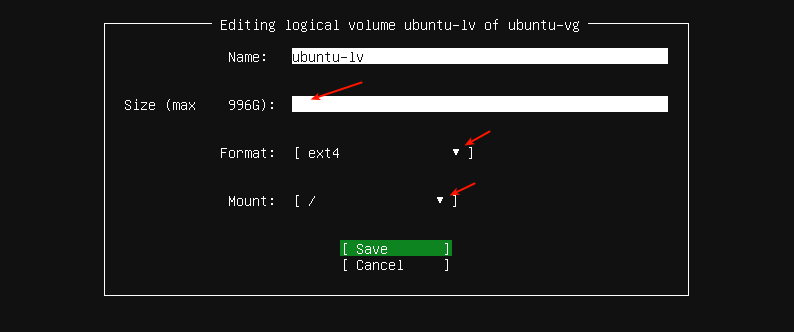 Editing logical volume ubuntu-lv of ubuntu-vg
Name: ubuntu-lv
Size (max 996G):
Format: [ ext4 ▼ ]
Mount: [ / ▼ ]
[ Save ]
[ Cancel ]